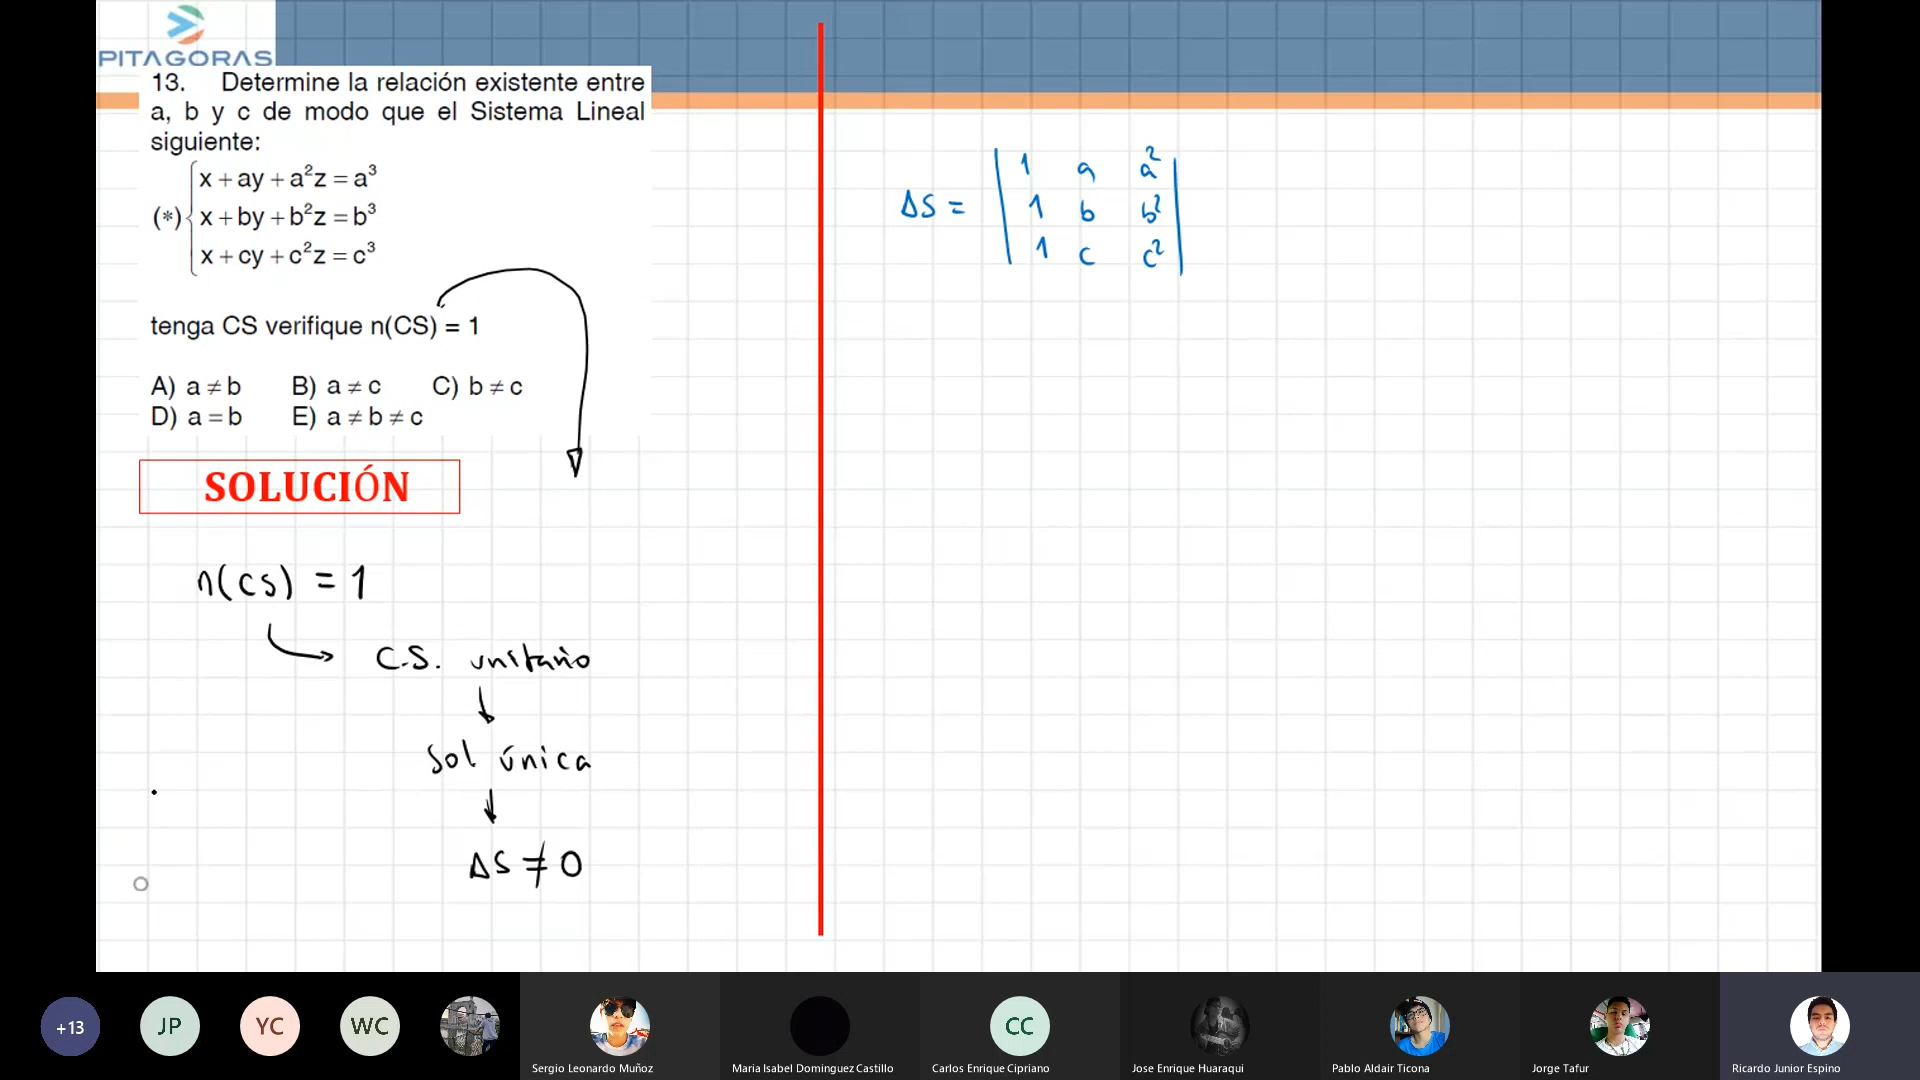 PITAGORAS
13. Determine la relación existente entre
a, b y c de modo que el Sistema Lineal
siguiente:
x + ay + a²z = a³
(*) x + by + b²z = b³
x + cy + c²z = c³
tenga CS verifique n(CS) = 1
A) a ≠ b B) a ≠ c C) b ≠ c
D) a = b E) a ≠ b ≠ c
SOLUCIÓN
n(CS) = 1
C.S. unitario
Sol única
ΔS ≠ 0
ΔS =
1 a a²
1 b b²
1 c c²
+13
JP
YC
WC
CC
Sergio Leonardo Muñoz
Maria Isabel Dominguez Castillo
Carlos Enrique Cipriano
Jose Enrique Huaraqui
Pablo Aldair Ticona
Jorge Tafur
Ricardo Junior Espino